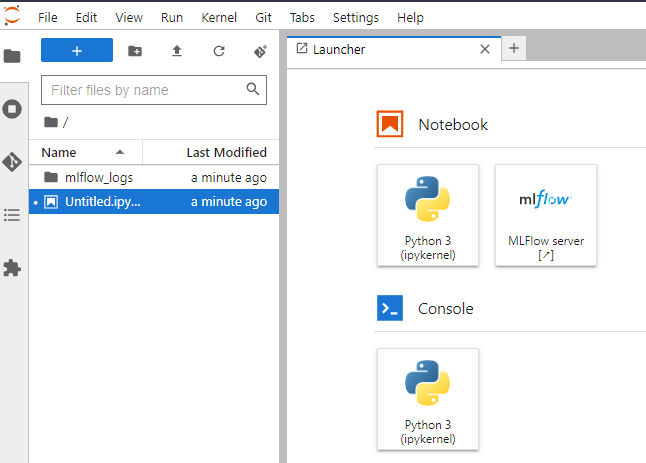 File Edit View Run Kernel Git Tabs Settings Help
+
Launcher
+
Filter files by name
/
Name Last Modified
mlflow_logs a minute ago
Untitled.ipy... a minute ago
Notebook
Python 3
(ipykernel)
mlflow
MLFlow server
[↗]
Console
Python 3
(ipykernel)